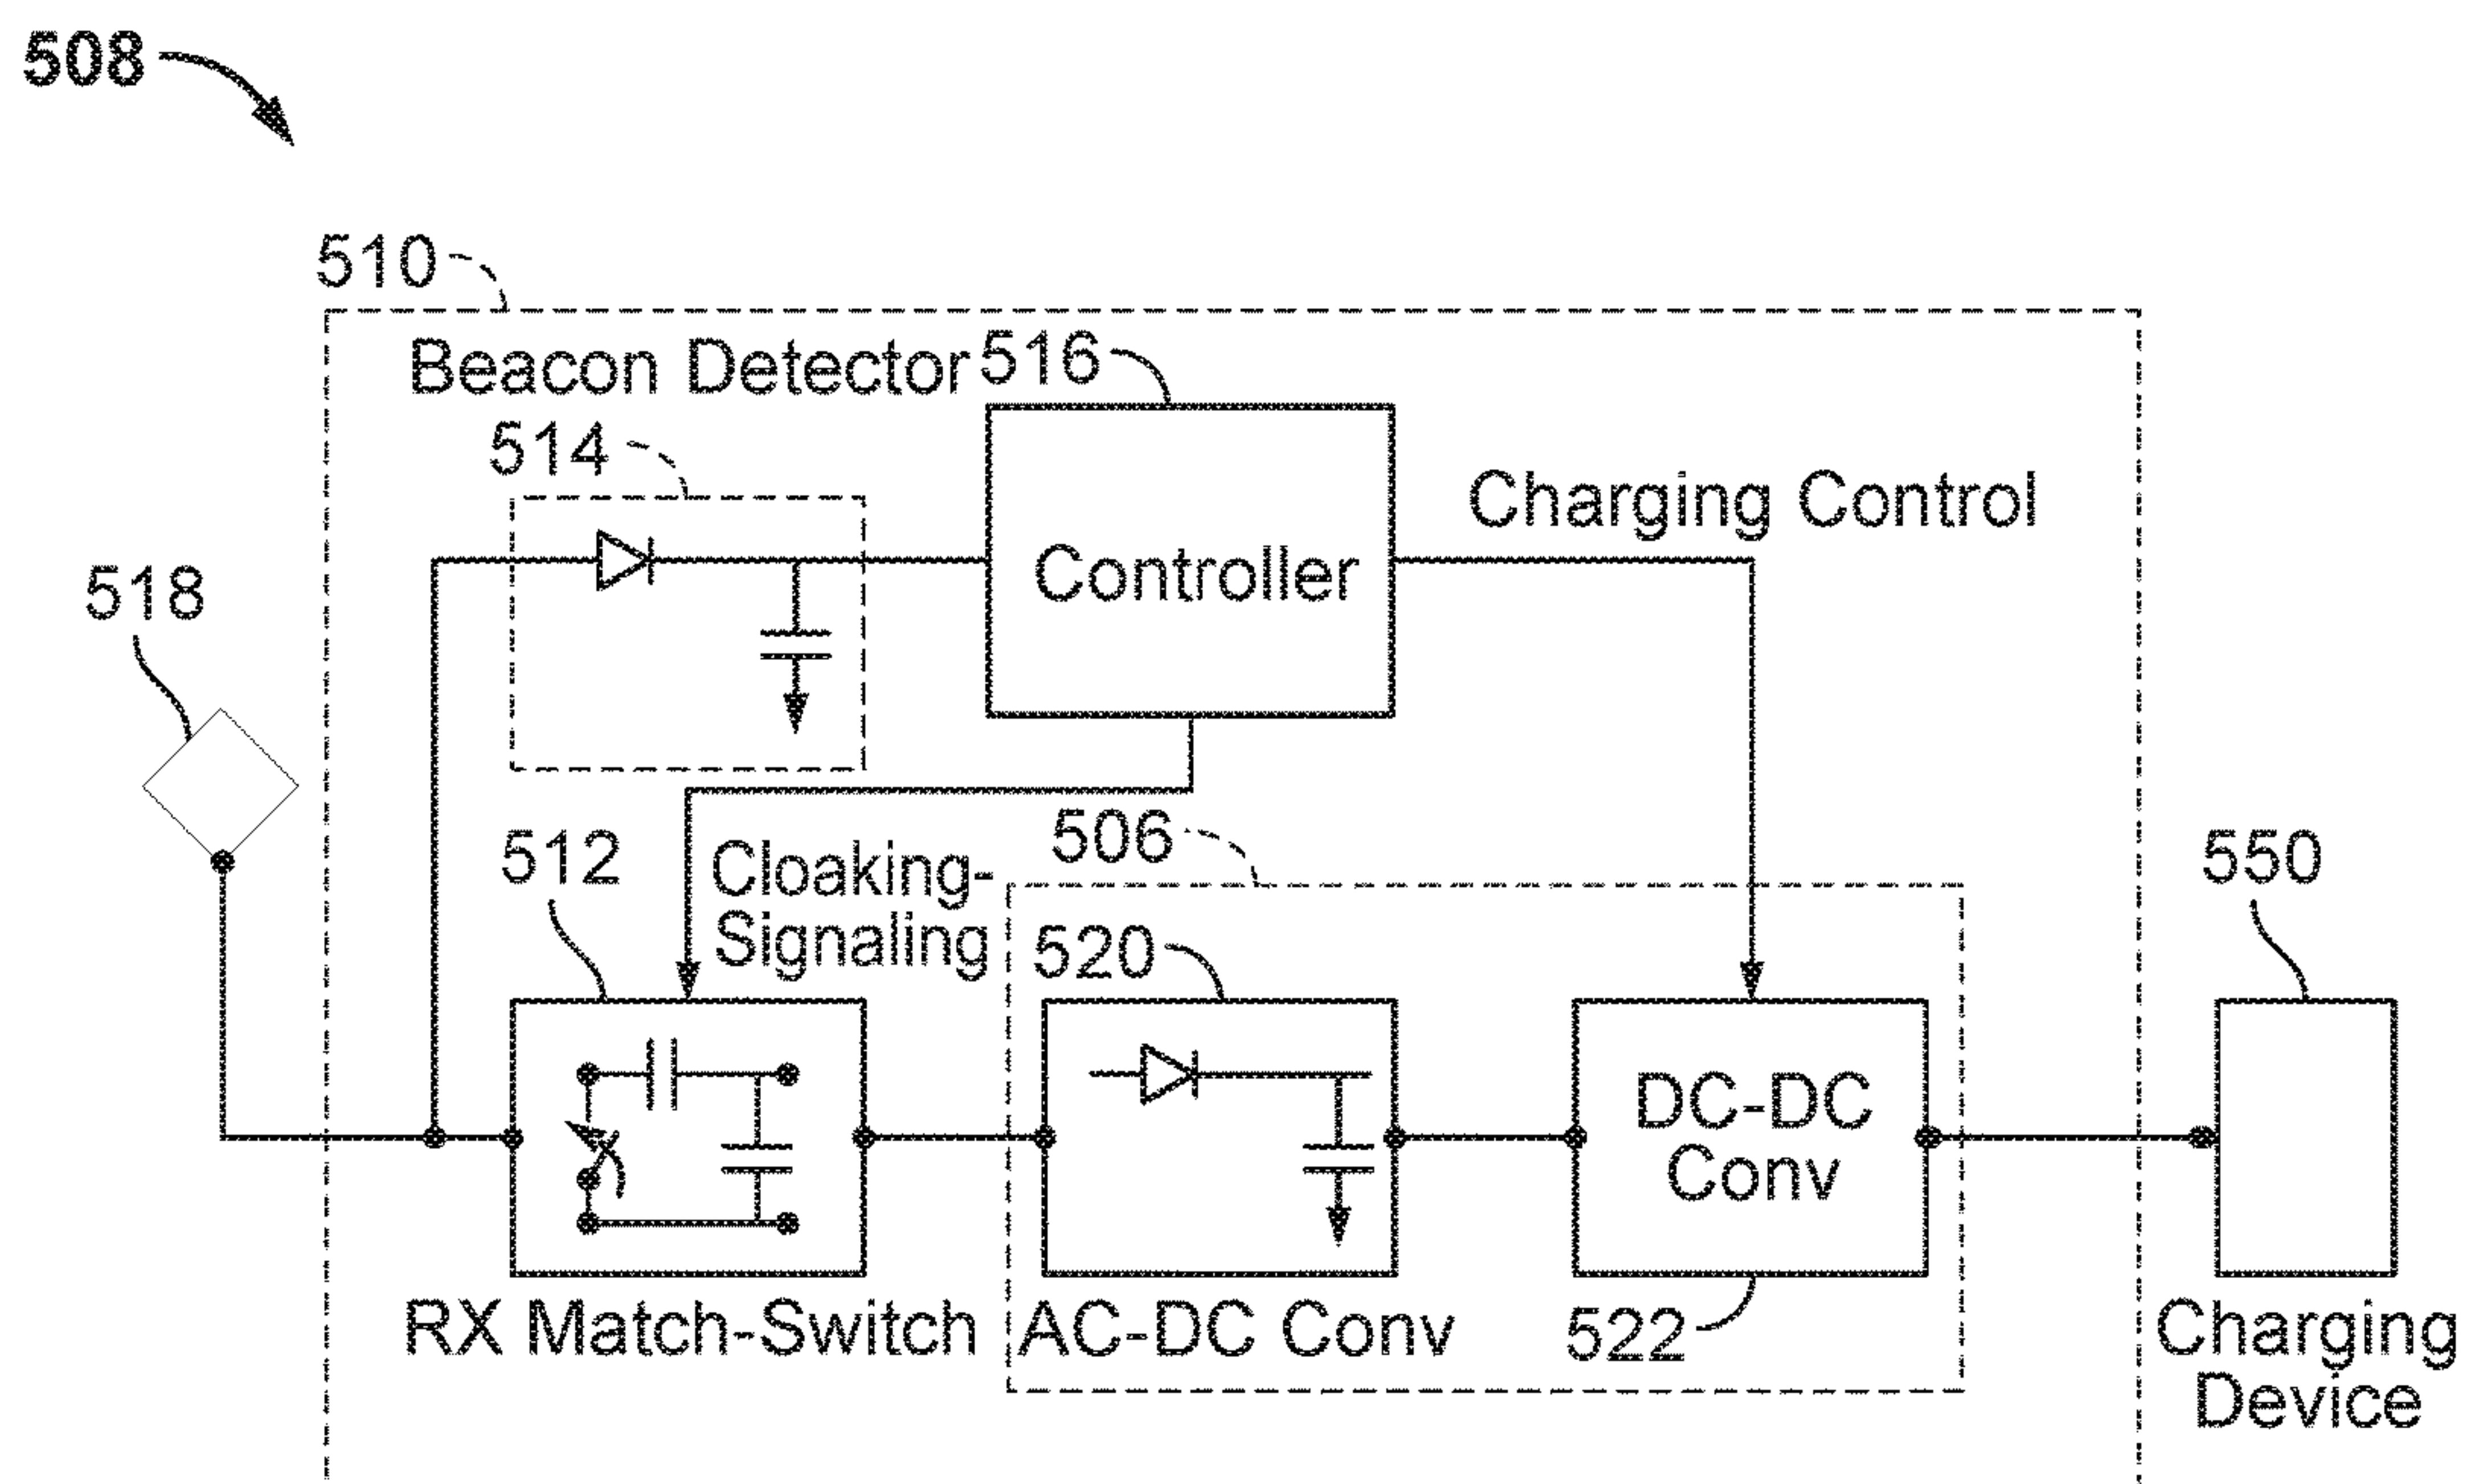 508
510
Beacon Detector
516
514
Controller
Charging Control
518
512
Cloaking-
Signaling
506
520
550
DC-DC
Conv
522
RX Match-Switch
AC-DC Conv
Charging
Device